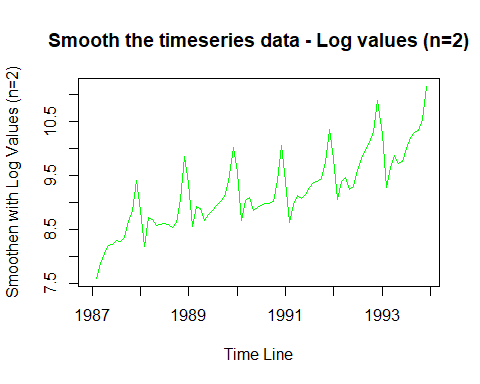 Smooth the timeseries data - Log values (n=2)
Smoothen with Log Values (n=2)
10.5
9.5
8.5
7.5
1987
1989
1991
1993
Time Line